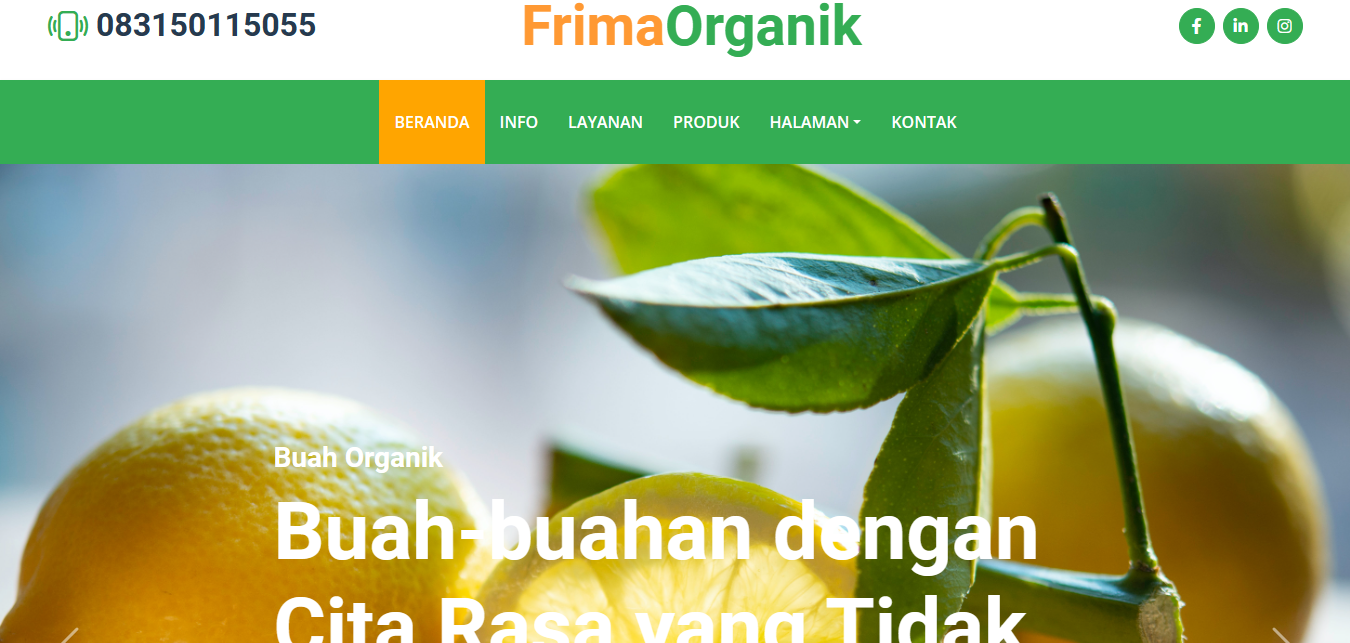 083150115055
FrimaOrganik
BERANDA INFO LAYANAN PRODUK HALAMAN KONTAK
Buah Organik
Buah-buahan dengan
Cita Rasa yang Tidak